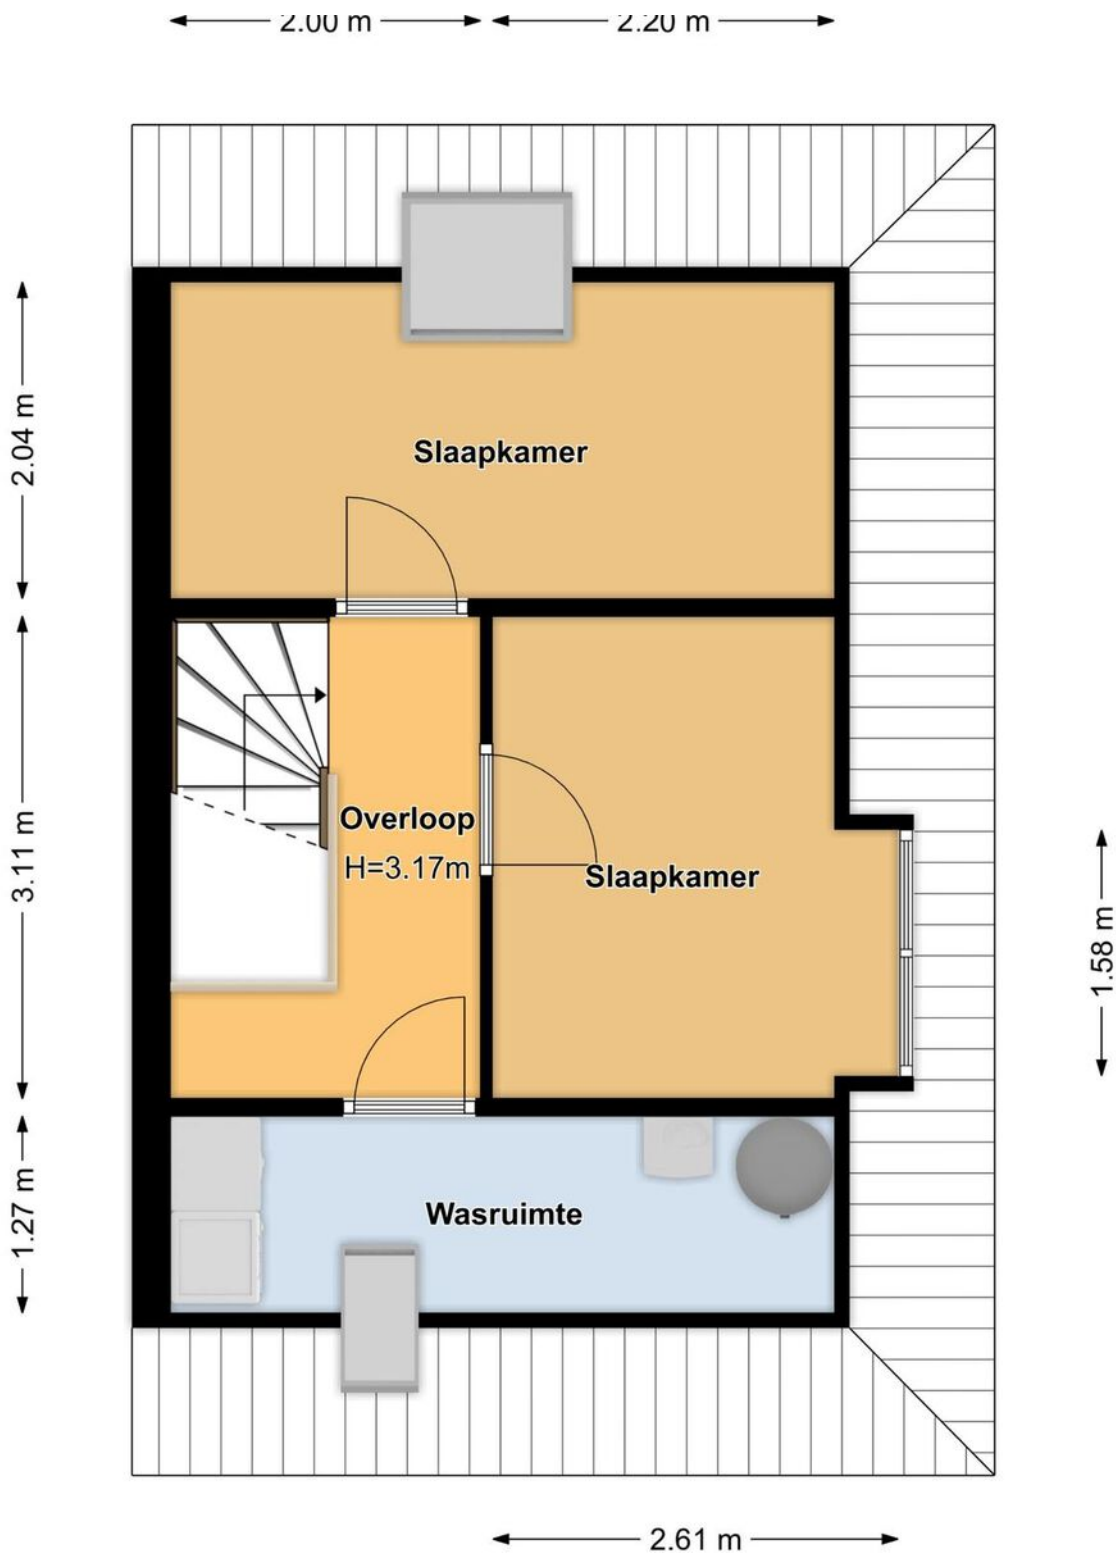 2.00 m
2.20 m
2.04 m
Slaapkamer
3.11 m
Overloop
H=3.17m
Slaapkamer
1.58 m
1.27 m
Wasruimte
2.61 m